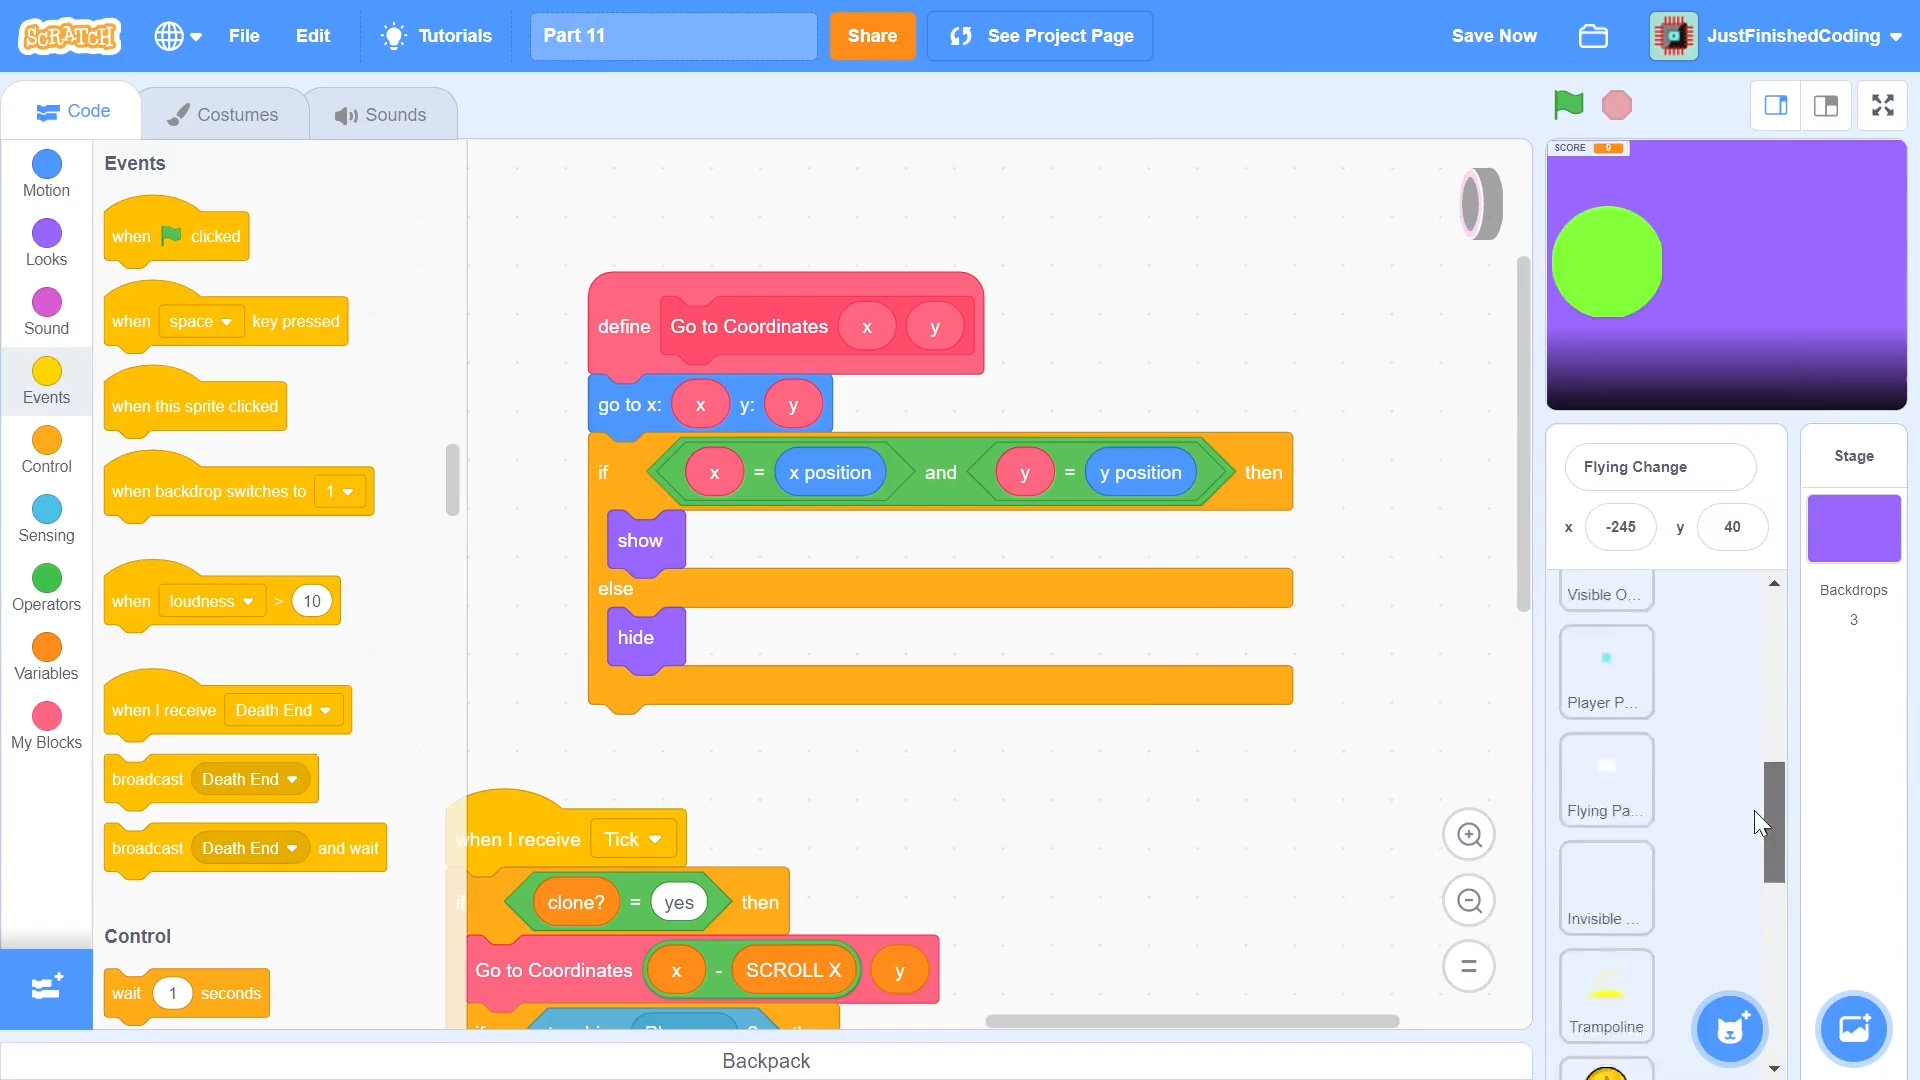 SCRATCH File Edit Tutorials Part 11 Share See Project Page Save Now JustFinishedCoding
Code Costumes Sounds
Motion
Looks
Sound
Events
Control
Sensing
Operators
Variables
My Blocks
Events
when clicked
when space key pressed
when this sprite clicked
when backdrop switches to 1
when loudness > 10
when I receive Death End
broadcast Death End
broadcast Death End and wait
Control
wait 1 seconds
define Go to Coordinates x y
go to x: x y: y
if x = x position and y = y position then
show
else
hide
when I receive Tick
if clone? = yes then
Go to Coordinates x - SCROLL X y
SCORE 9
Flying Change
x -245 y 40
Visible O...
Player P...
Flying Pa...
Invisible ...
Trampoline
Stage
Backdrops
3
Backpack